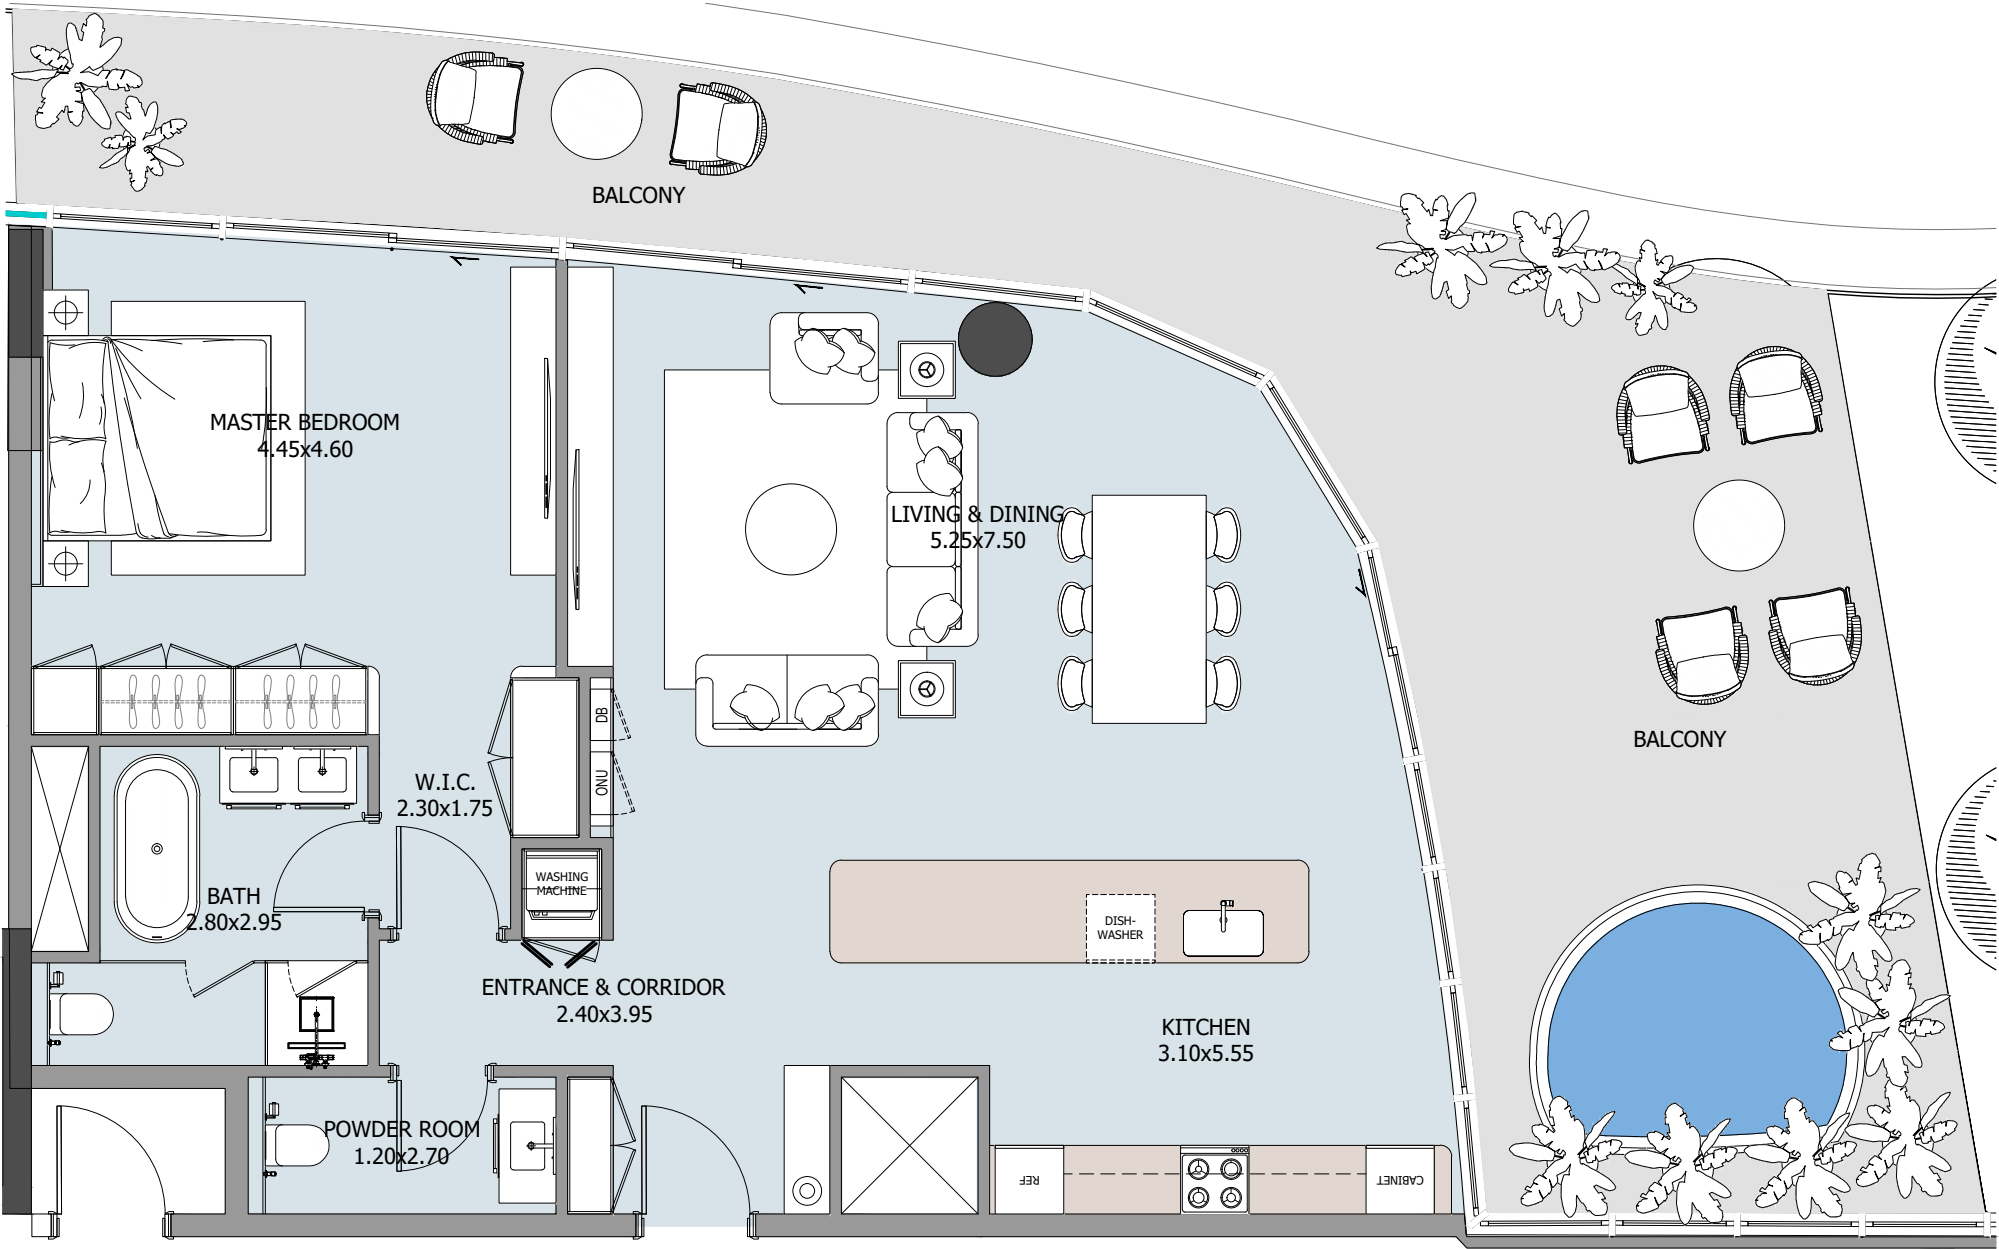 BALCONY
MASTER BEDROOM
4.45x4.60
LIVING & DINING
5.25x7.50
DB
ONU
BALCONY
W.I.C.
2.30x1.75
WASHING
MACHINE
BATH
2.80x2.95
DISH-
WASHER
ENTRANCE & CORRIDOR
2.40x3.95
KITCHEN
3.10x5.55
POWDER ROOM
1.20x2.70
REF
CABINET